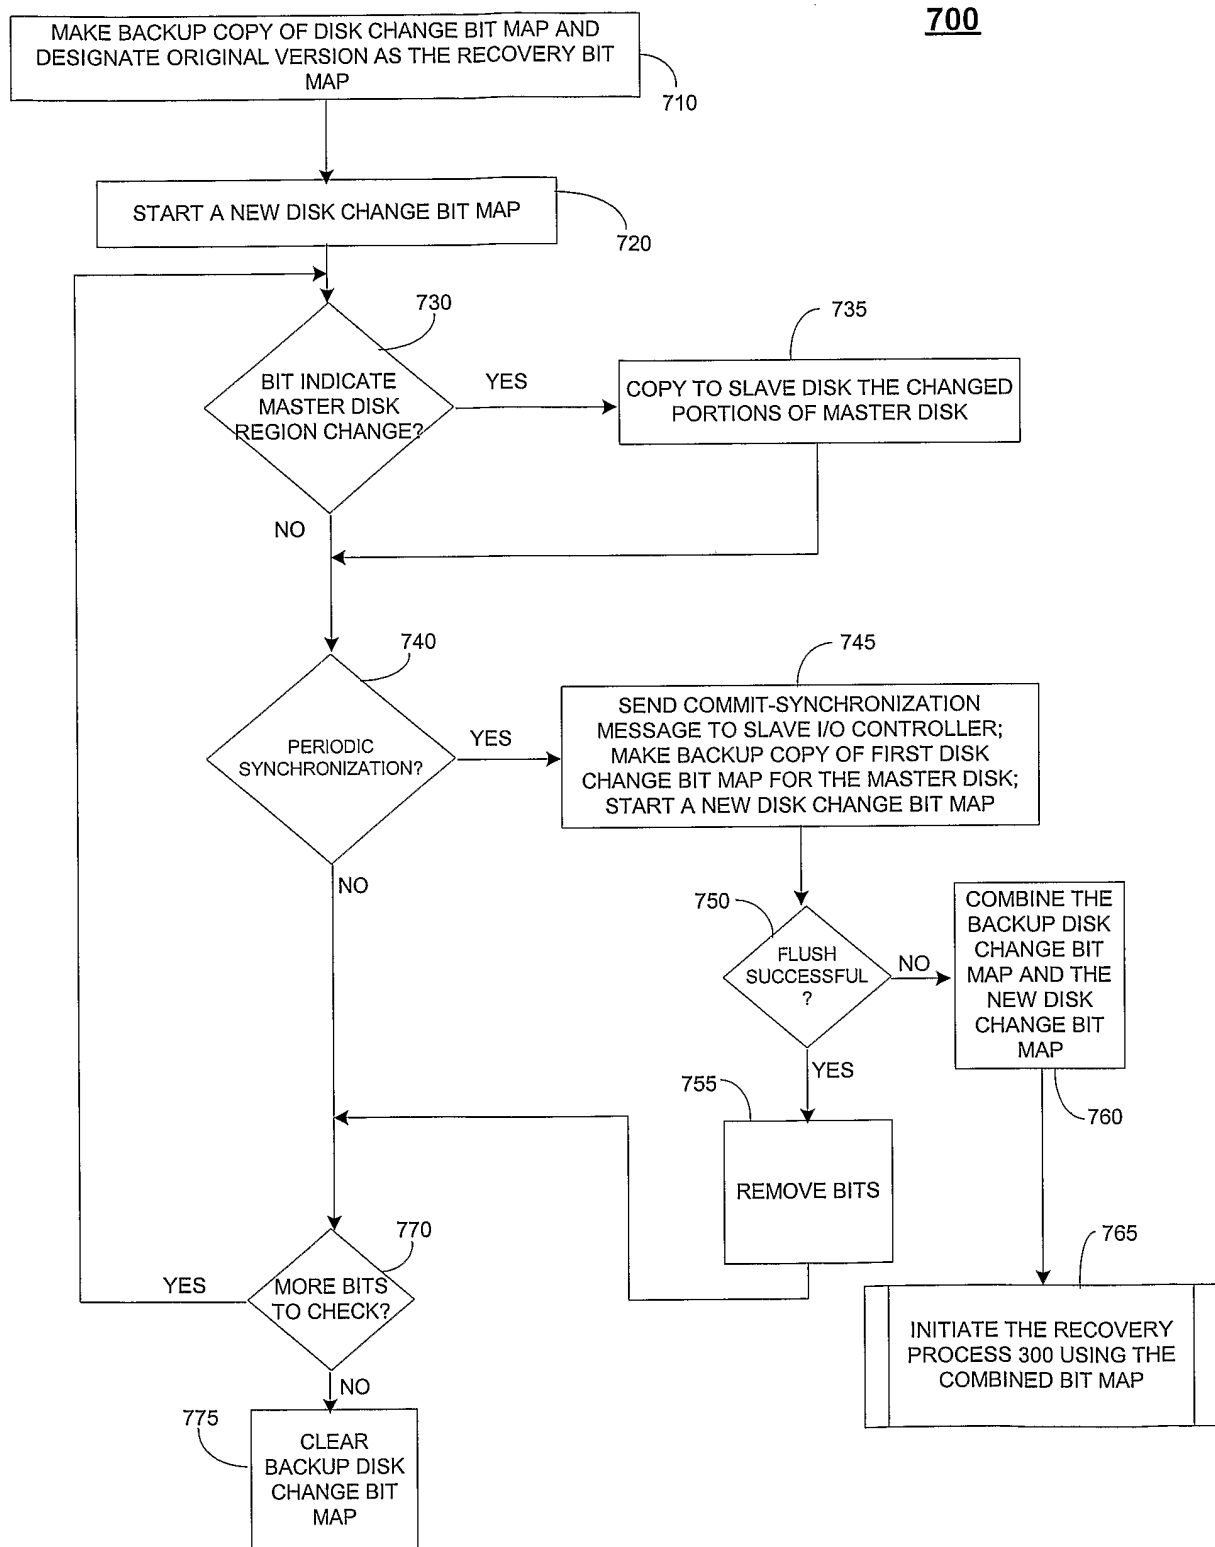 700
MAKE BACKUP COPY OF DISK CHANGE BIT MAP AND
DESIGNATE ORIGINAL VERSION AS THE RECOVERY BIT
MAP
710
START A NEW DISK CHANGE BIT MAP
720
730
BIT INDICATE
MASTER DISK
REGION CHANGE?
YES
NO
735
COPY TO SLAVE DISK THE CHANGED
PORTIONS OF MASTER DISK
740
PERIODIC
SYNCHRONIZATION?
YES
NO
745
SEND COMMIT-SYNCHRONIZATION
MESSAGE TO SLAVE I/O CONTROLLER;
MAKE BACKUP COPY OF FIRST DISK
CHANGE BIT MAP FOR THE MASTER DISK;
START A NEW DISK CHANGE BIT MAP
750
FLUSH
SUCCESSFUL
?
NO
YES
COMBINE THE
BACKUP DISK
CHANGE BIT
MAP AND THE
NEW DISK
CHANGE BIT
MAP
760
755
REMOVE BITS
765
INITIATE THE RECOVERY
PROCESS 300 USING THE
COMBINED BIT MAP
770
MORE BITS
TO CHECK?
YES
NO
775
CLEAR
BACKUP DISK
CHANGE BIT
MAP